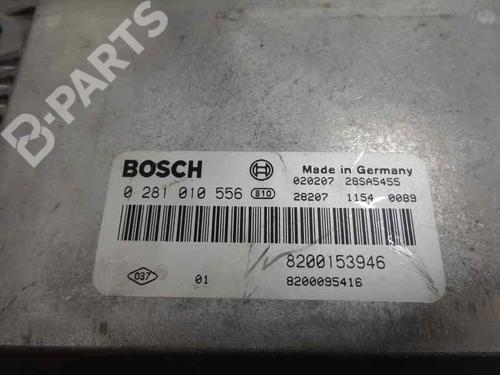 B-PARTS
BOSCH
Made in Germany
020207 28SA5455
0 281 010 556 810 28207 1154 0089
8200153946
037 01 8200095416